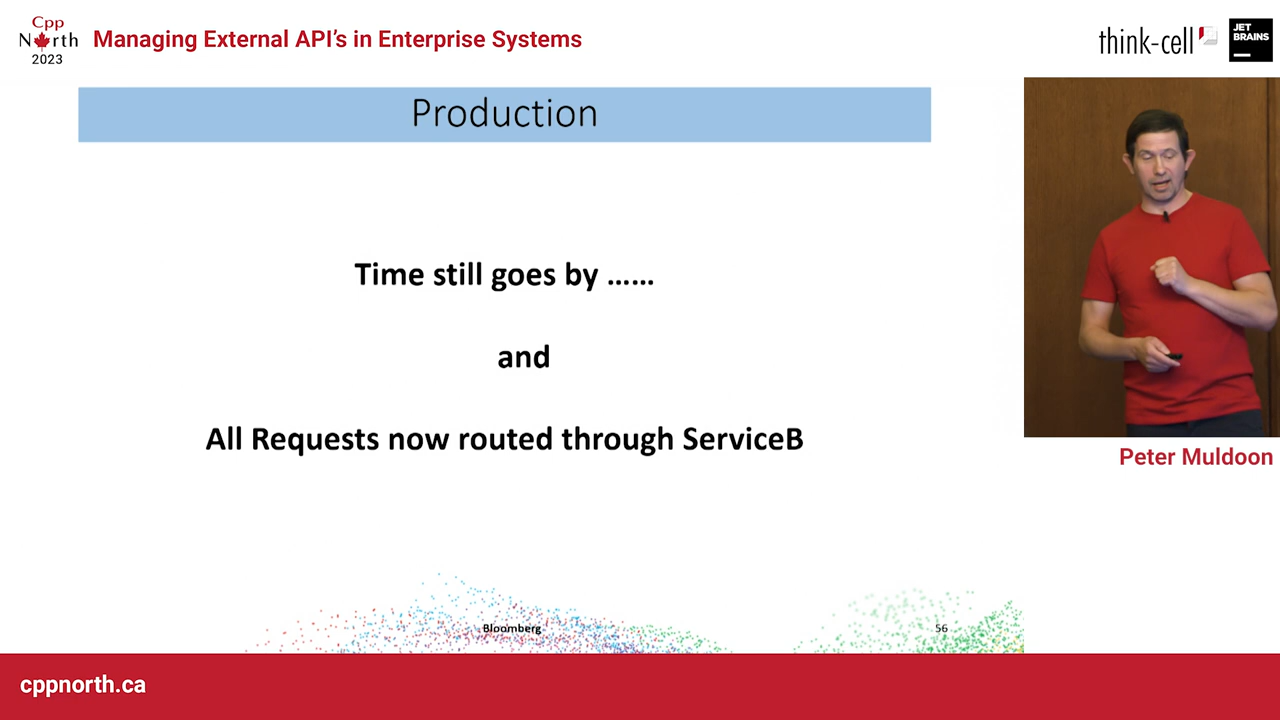 Cpp
North
2023
Managing External API's in Enterprise Systems
think-cell
JET
BRAINS
Production
Time still goes by ......
and
All Requests now routed through ServiceB
Peter Muldoon
Bloomberg
56
cppnorth.ca